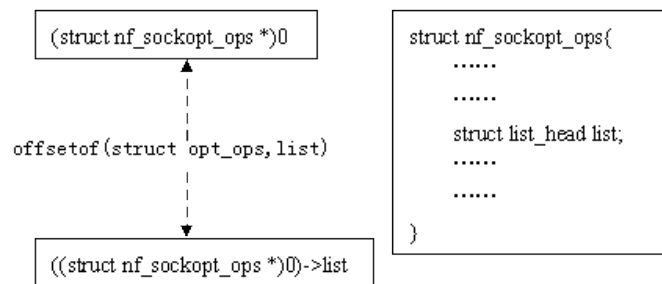 (struct nf_sockopt_ops *)0
offsetof(struct opt_ops,list)
((struct nf_sockopt_ops *)0)->list
struct nf_sockopt_ops{
……
……
struct list_head list;
……
……
}